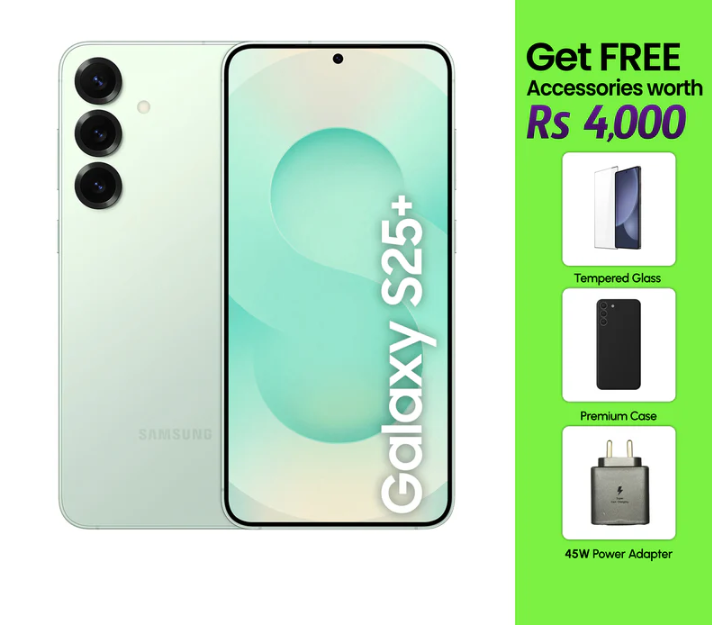 SAMSUNG
Galaxy S25+
Get FREE
Accessories worth
Rs 4,000
Tempered Glass
Premium Case
45W Power Adapter